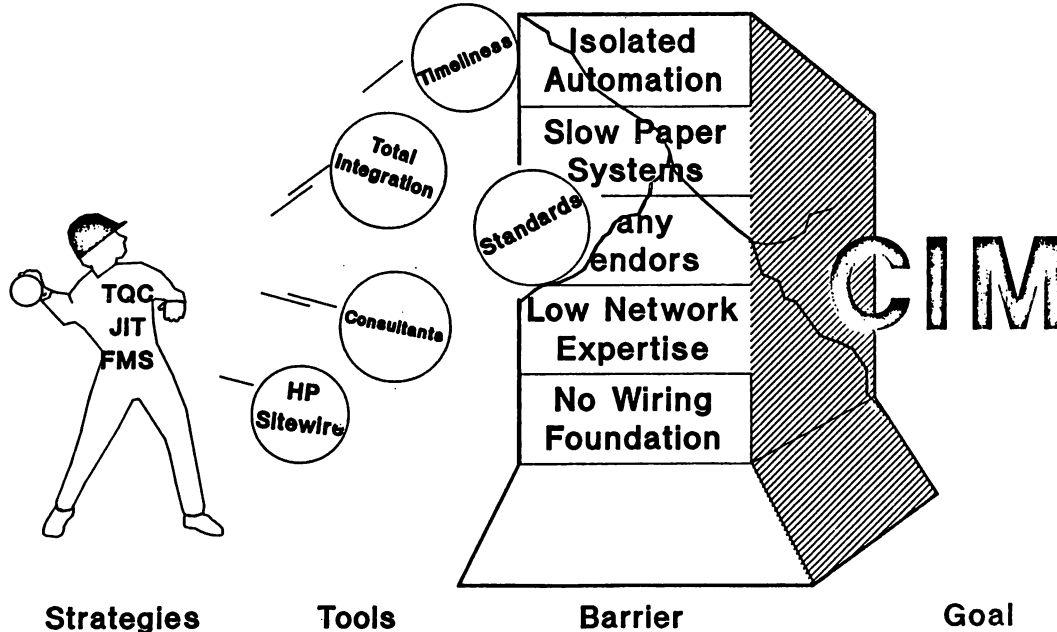 Timeliness
Isolated
Automation
Total
Integration
Slow Paper
Systems
Standards
any
endors
TQC
JIT
FMS
Consultants
Low Network
Expertise
HP
Sitewire
No Wiring
Foundation
CIM
Strategies
Tools
Barrier
Goal